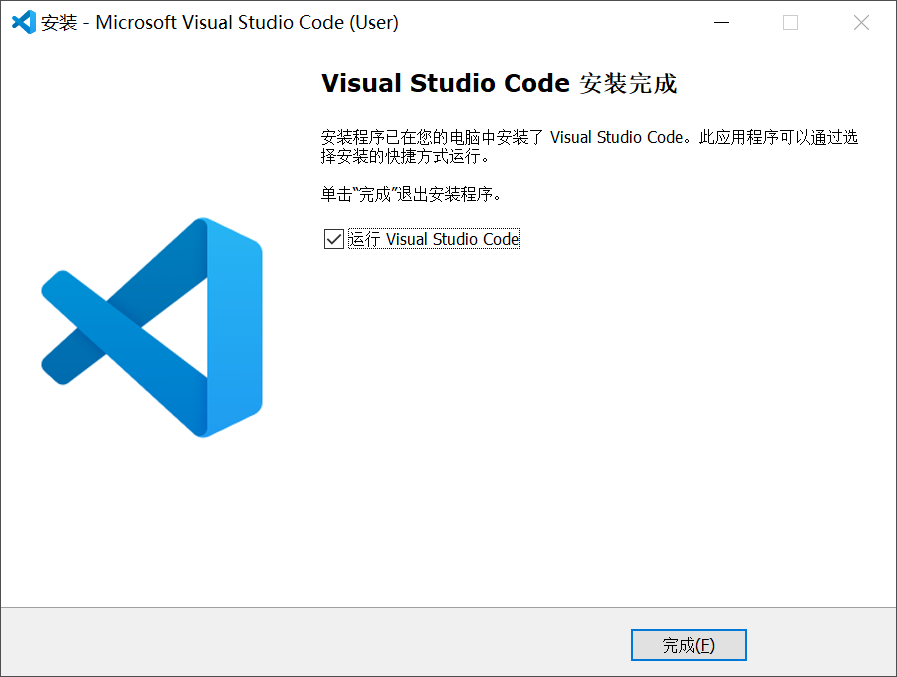 安装 - Microsoft Visual Studio Code (User)
Visual Studio Code 安装完成
安装程序已在您的电脑中安装了 Visual Studio Code。此应用程序可以通过选
择安装的快捷方式运行。
单击“完成”退出安装程序。
运行 Visual Studio Code
完成(F)